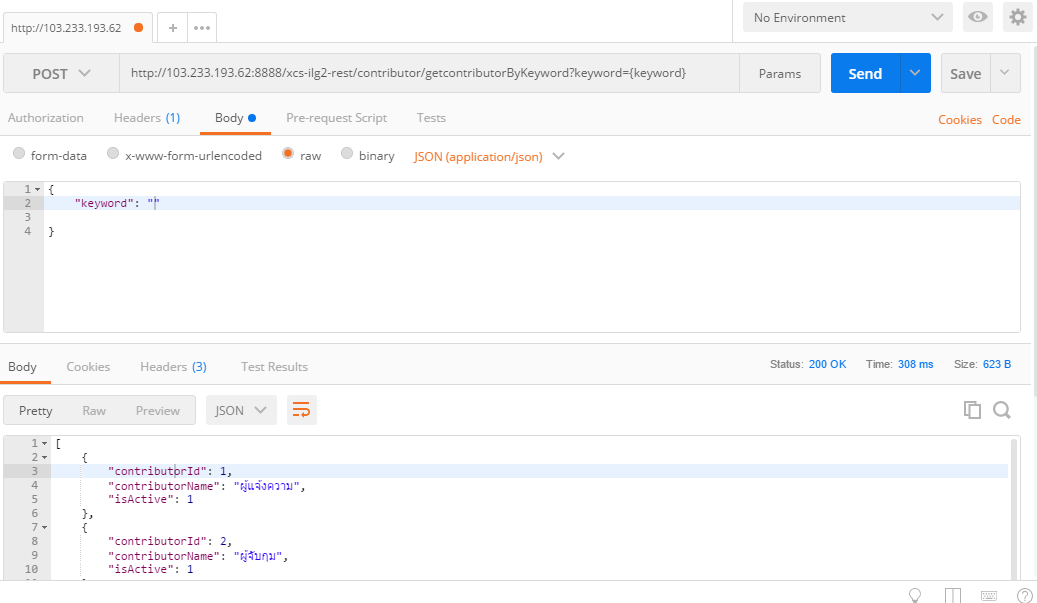 http://103.233.193.62
No Environment
POST http://103.233.193.62:8888/xcs-ilg2-rest/contributor/getcontributorByKeyword?keyword={keyword} Params Send Save
Authorization Headers (1) Body Pre-request Script Tests Cookies Code
form-data x-www-form-urlencoded raw binary JSON (application/json)
1 {
2 "keyword": ""
3
4 }
Body Cookies Headers (3) Test Results Status: 200 OK Time: 308 ms Size: 623 B
Pretty Raw Preview JSON
1 [
2 {
3 "contributorId": 1,
4 "contributorName": "ผู้แจ้งความ",
5 "isActive": 1
6 },
7 {
8 "contributorId": 2,
9 "contributorName": "ผู้จับกุม",
10 "isActive": 1